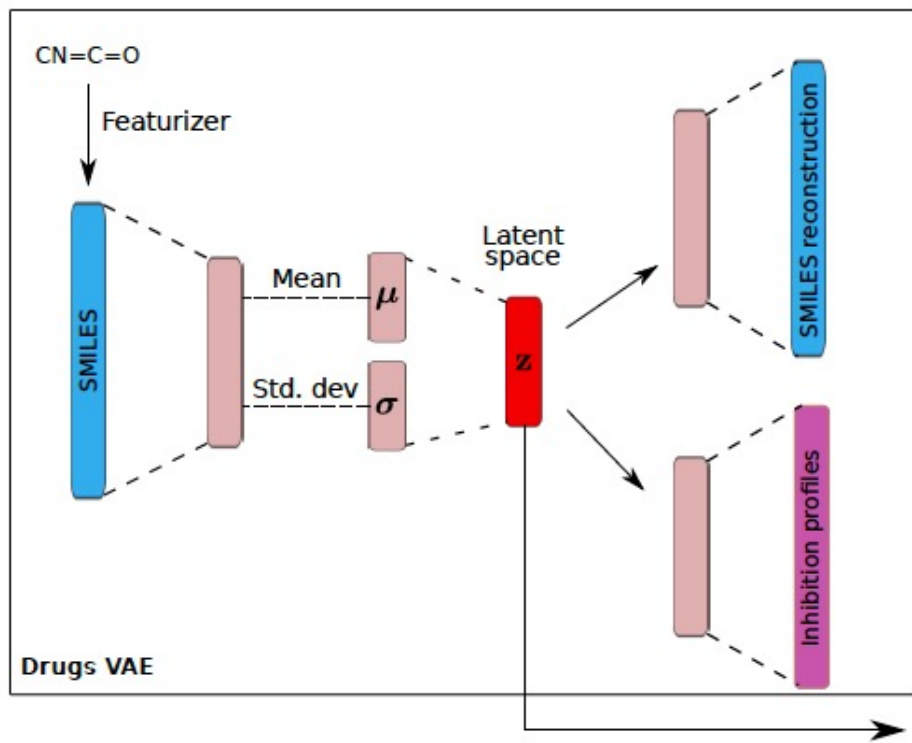 CN=C=O
Featurizer
SMILES
Mean
μ
Std. dev
σ
Latent
space
z
SMILES reconstruction
Inhibition profiles
Drugs VAE